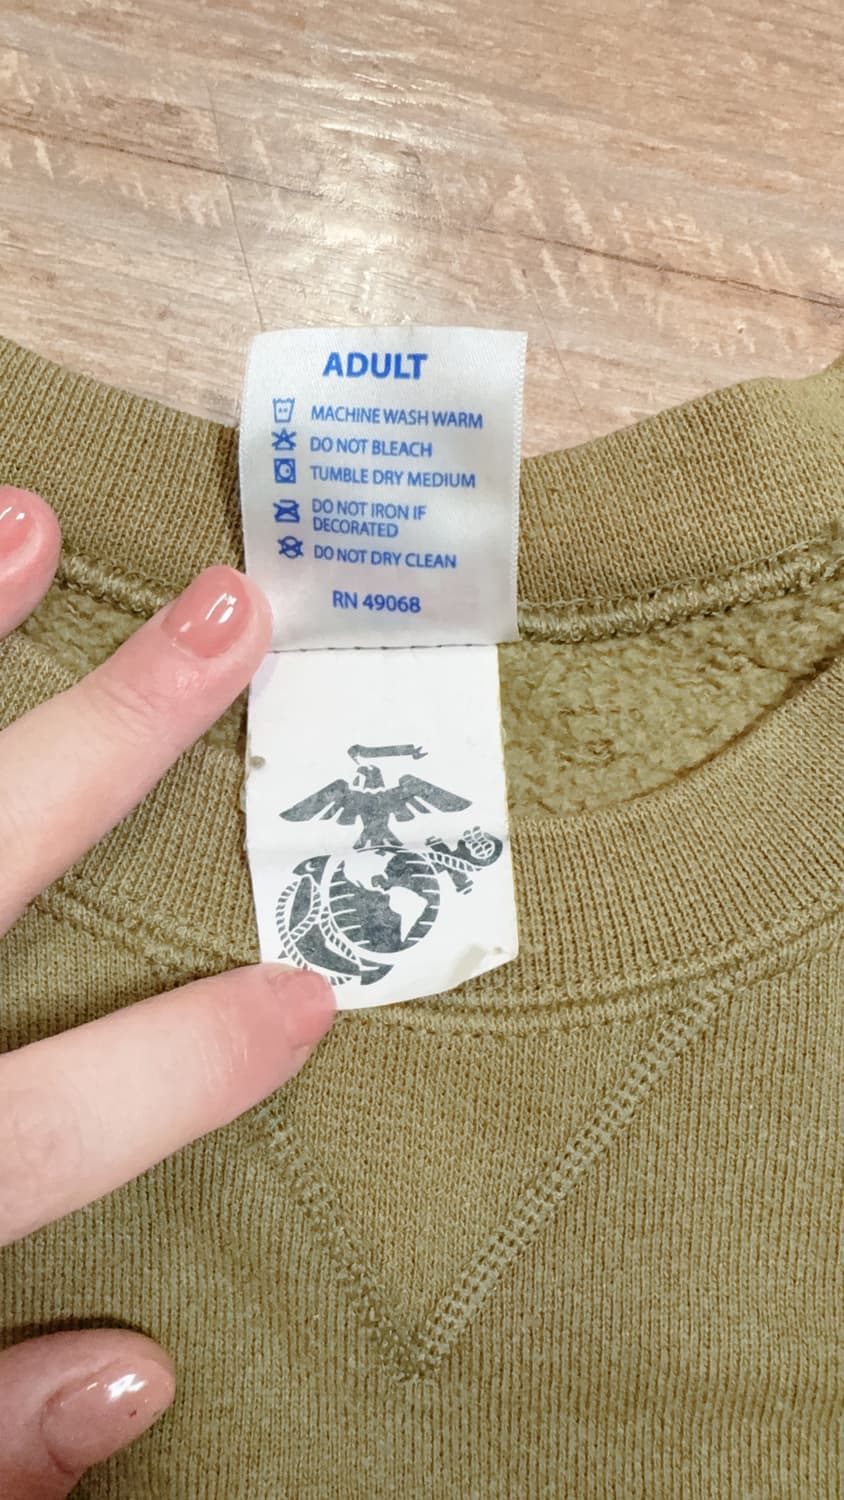 ADULT
MACHINE WASH WARM
DO NOT BLEACH
TUMBLE DRY MEDIUM
DO NOT IRON IF
DECORATED
DO NOT DRY CLEAN
RN 49068